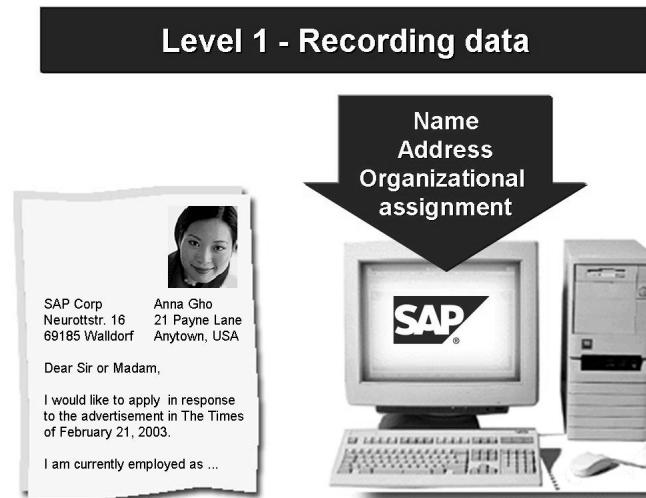 Level 1 - Recording data
Name
Address
Organizational
assignment
SAP Corp
Neurottstr. 16
69185 Walldorf
Anna Gho
21 Payne Lane
Anytown, USA
Dear Sir or Madam,
I would like to apply in response
to the advertisement in The Times
of February 21, 2003.
I am currently employed as ...
SAP®